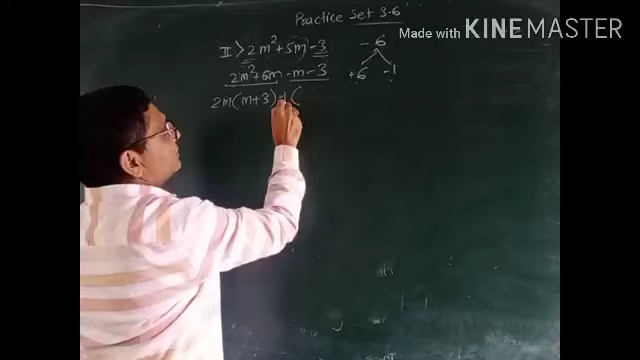 Made with KINEMASTER
Practice Set 3.6
II > 2m² + 5m - 3
- 6
2m² + 6m - m - 3
+6 -1
2m(m+3) -1(